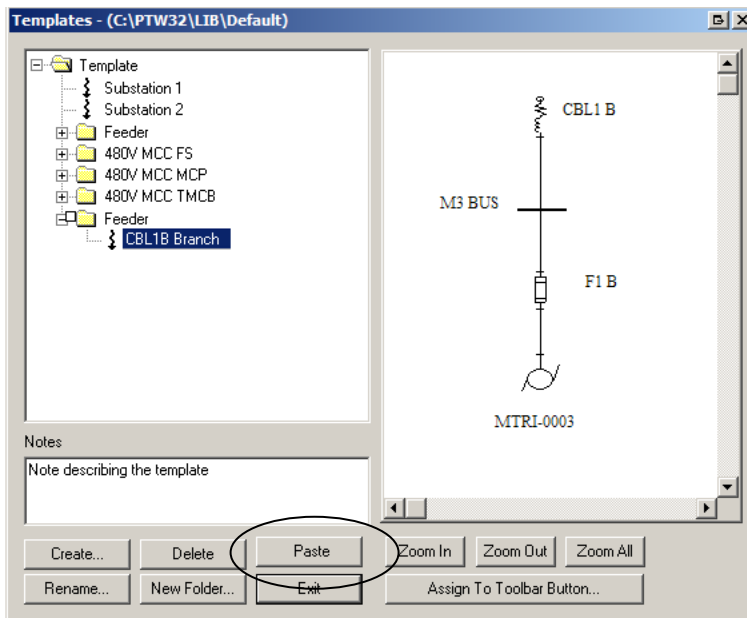 Templates - (C:\PTW32\LIB\Default)
Template
Substation 1
Substation 2
Feeder
480V MCC FS
480V MCC MCP
480V MCC TMCB
Feeder
CBL1B Branch
CBL1 B
M3 BUS
F1 B
MTRI-0003
Notes
Note describing the template
Create... Delete Paste Zoom In Zoom Out Zoom All
Rename... New Folder... Exit Assign To Toolbar Button...